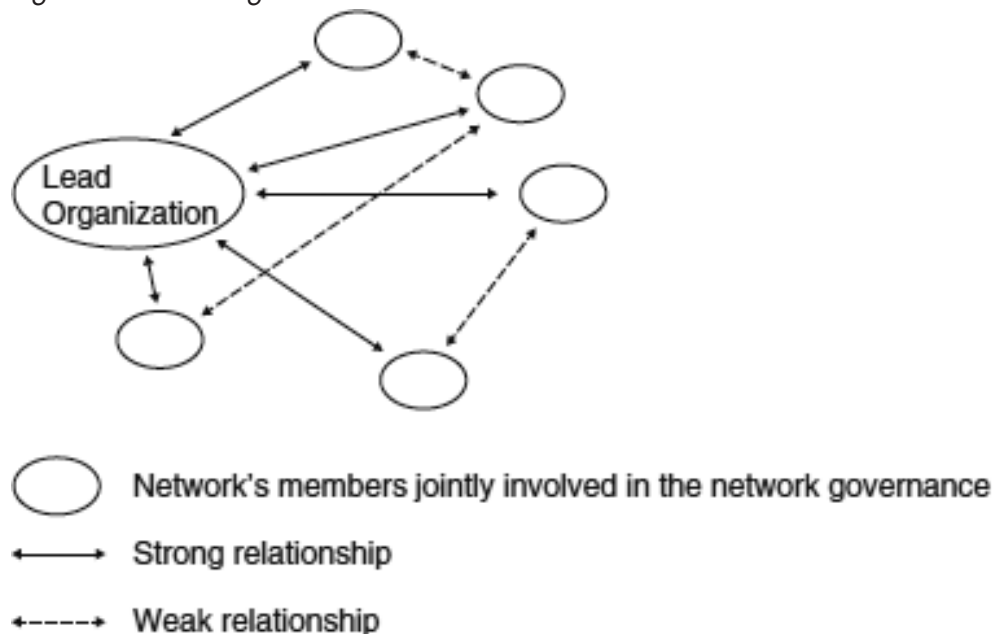 Lead
Organization
Network's members jointly involved in the network governance
Strong relationship
Weak relationship